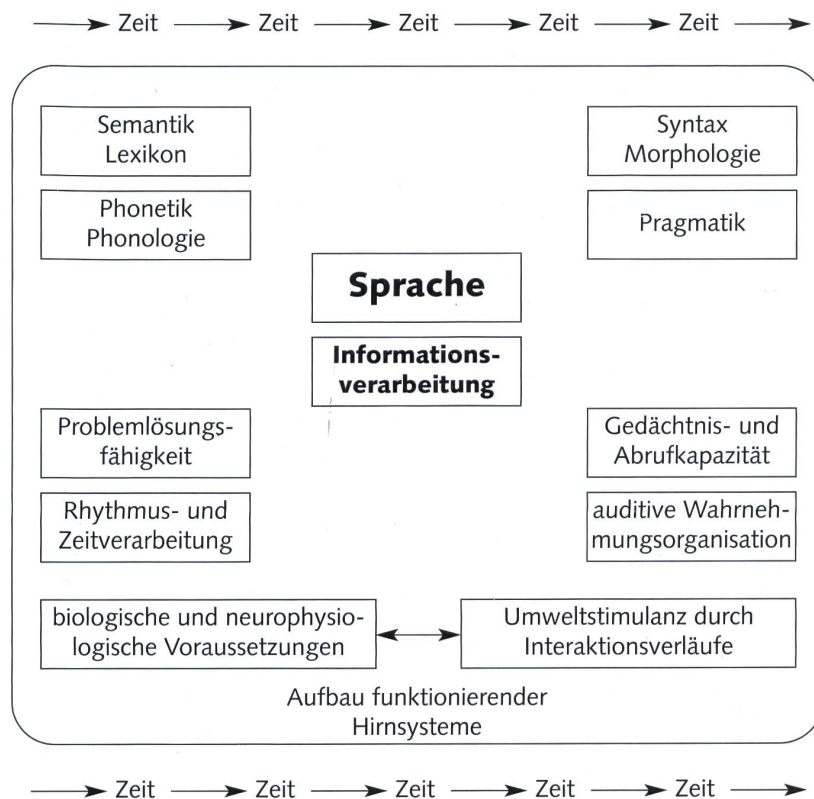 Zeit Zeit Zeit Zeit Zeit
Semantik
Lexikon
Syntax
Morphologie
Phonetik
Phonologie
Pragmatik
Sprache
Informations-
verarbeitung
Problemlösungs-
fähigkeit
Gedächtnis- und
Abrufkapazität
Rhythmus- und
Zeitverarbeitung
auditive Wahrneh-
mungsorganisation
biologische und neurophysio-
logische Voraussetzungen
Umweltstimulanz durch
Interaktionsverläufe
Aufbau funktionierender
Hirnsysteme
Zeit Zeit Zeit Zeit Zeit